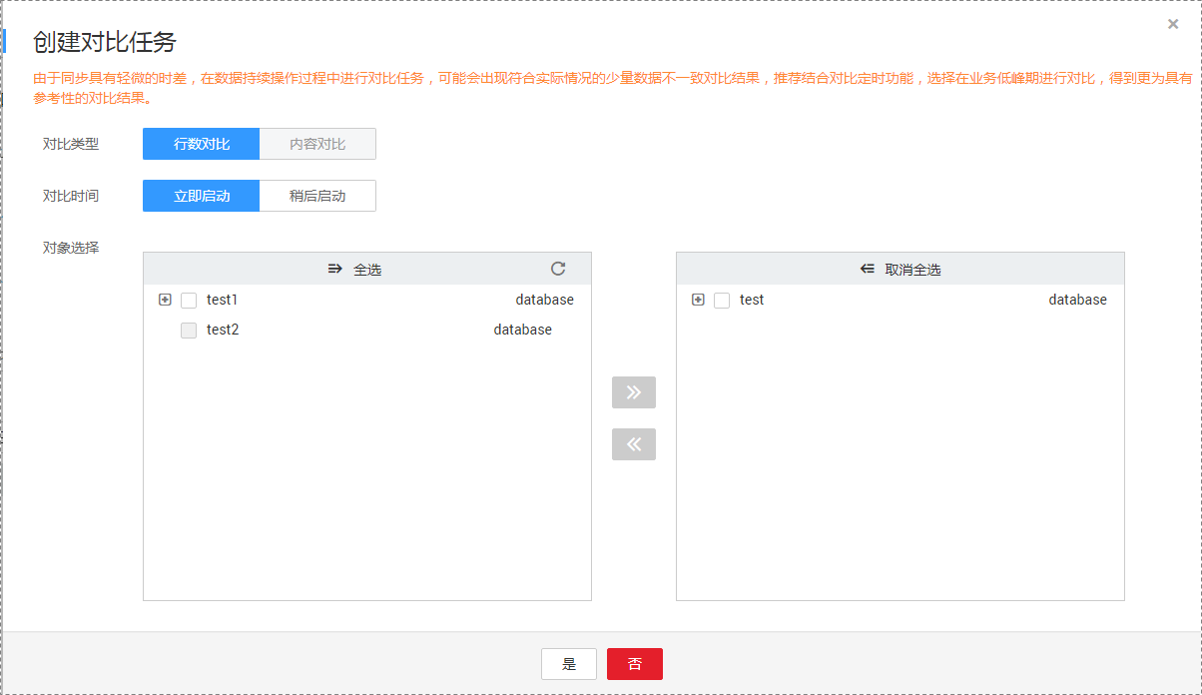 创建对比任务
由于同步具有轻微的时差，在数据持续操作过程中进行对比任务，可能会出现符合实际情况的少量数据不一致对比结果，推荐结合对比定时功能，选择在业务低峰期进行对比，得到更为具有
参考性的对比结果。
对比类型 行数对比 内容对比
对比时间 立即启动 稍后启动
对象选择
全选 取消全选
test1 database test database
test2 database
是 否